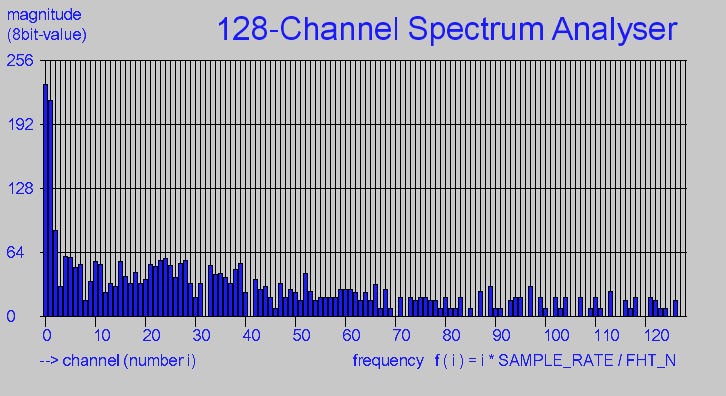 magnitude
(8bit-value)
128-Channel Spectrum Analyser
256
192
128
64
0
0 10 20 30 40 50 60 70 80 90 100 110 120
--> channel (number i)
frequency f ( i ) = i * SAMPLE_RATE / FHT_N